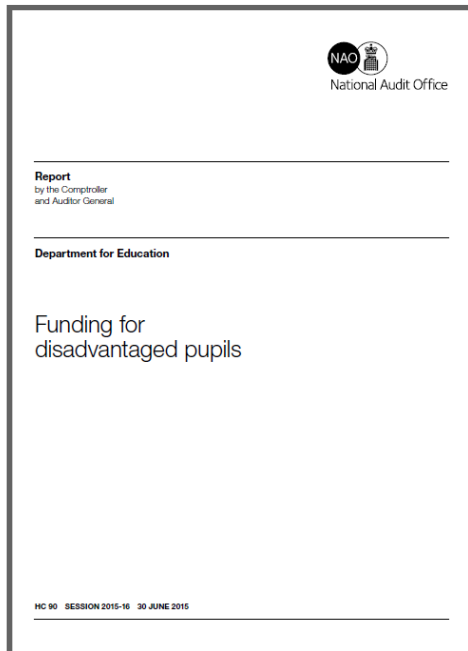 NAO
National Audit Office
Report
by the Comptroller
and Auditor General
Department for Education
Funding for
disadvantaged pupils
HC 90 SESSION 2015-16 30 JUNE 2015